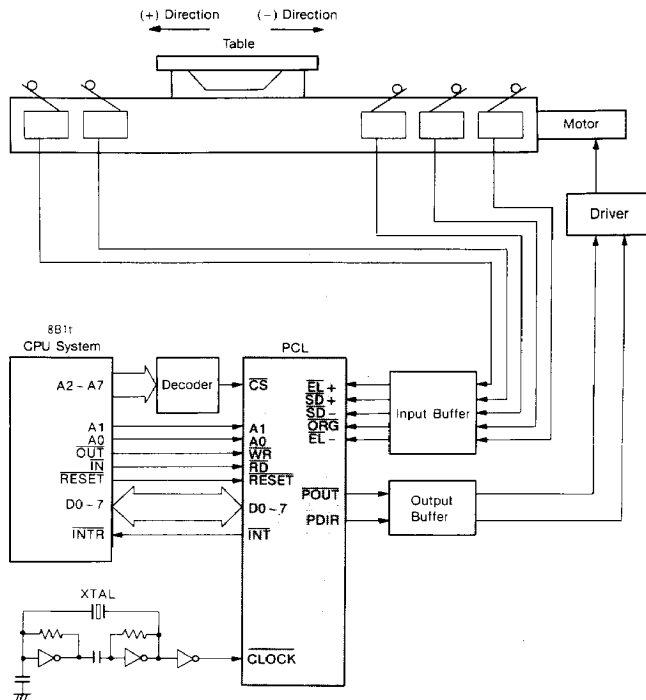 (+) Direction (−) Direction
Table
Motor
Driver
8B1t
CPU System
PCL
A2~A7
Decoder
CS
EL+
SD+
SD−
ORG
EL−
Input Buffer
A1
A0
OUT
IN
RESET
D0~7
INTR
A1
A0
WR
RD
RESET
D0~7
INT
POUT
PDIR
Output
Buffer
XTAL
CLOCK